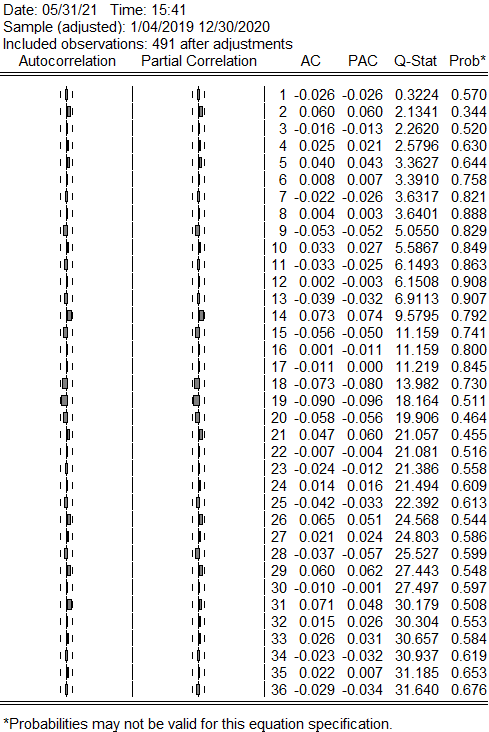 Date: 05/31/21 Time: 15:41
Sample (adjusted): 1/04/2019 12/30/2020
Included observations: 491 after adjustments
Autocorrelation Partial Correlation AC PAC Q-Stat Prob*
1 -0.026 -0.026 0.3224 0.570
2 0.060 0.060 2.1341 0.344
3 -0.016 -0.013 2.2620 0.520
4 0.025 0.021 2.5796 0.630
5 0.040 0.043 3.3627 0.644
6 0.008 0.007 3.3910 0.758
7 -0.022 -0.026 3.6317 0.821
8 0.004 0.003 3.6401 0.888
9 -0.053 -0.052 5.0550 0.829
10 0.033 0.027 5.5867 0.849
11 -0.033 -0.025 6.1493 0.863
12 0.002 -0.003 6.1508 0.908
13 -0.039 -0.032 6.9113 0.907
14 0.073 0.074 9.5795 0.792
15 -0.056 -0.050 11.159 0.741
16 0.001 -0.011 11.159 0.800
17 -0.011 0.000 11.219 0.845
18 -0.073 -0.080 13.982 0.730
19 -0.090 -0.096 18.164 0.511
20 -0.058 -0.056 19.906 0.464
21 0.047 0.060 21.057 0.455
22 -0.007 -0.004 21.081 0.516
23 -0.024 -0.012 21.386 0.558
24 0.014 0.016 21.494 0.609
25 -0.042 -0.033 22.392 0.613
26 0.065 0.051 24.568 0.544
27 0.021 0.024 24.803 0.586
28 -0.037 -0.057 25.527 0.599
29 0.060 0.062 27.443 0.548
30 -0.010 -0.001 27.497 0.597
31 0.071 0.048 30.179 0.508
32 0.015 0.026 30.304 0.553
33 0.026 0.031 30.657 0.584
34 -0.023 -0.032 30.937 0.619
35 0.022 0.007 31.185 0.653
36 -0.029 -0.034 31.640 0.676
*Probabilities may not be valid for this equation specification.